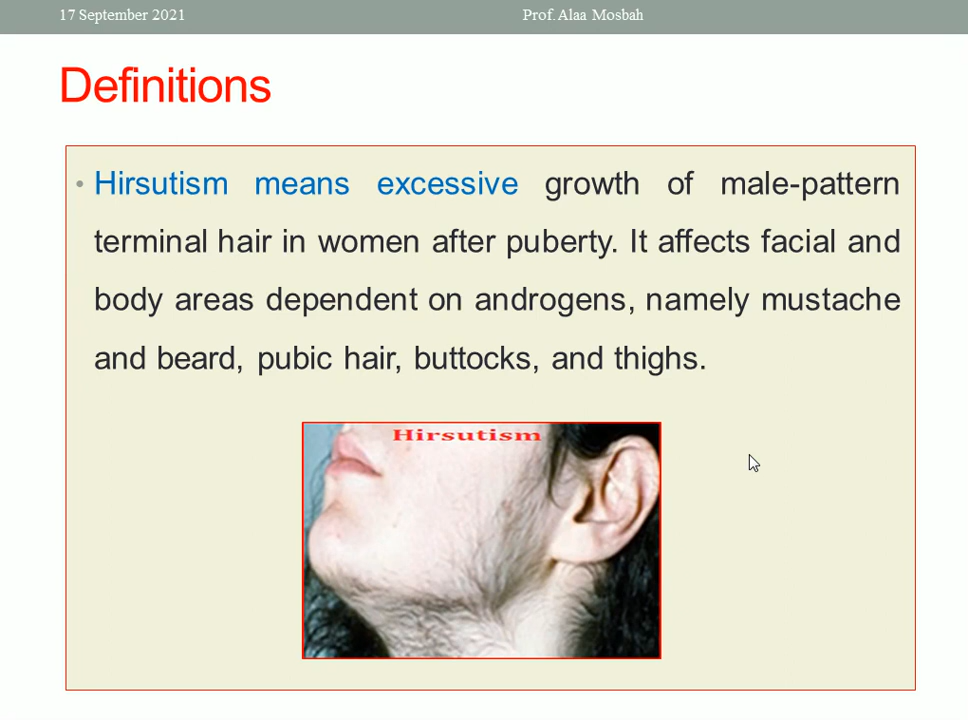 17 September 2021
Prof. Alaa Mosbah
Definitions
• Hirsutism means excessive growth of male-pattern
terminal hair in women after puberty. It affects facial and
body areas dependent on androgens, namely mustache
and beard, pubic hair, buttocks, and thighs.
Hirsutism